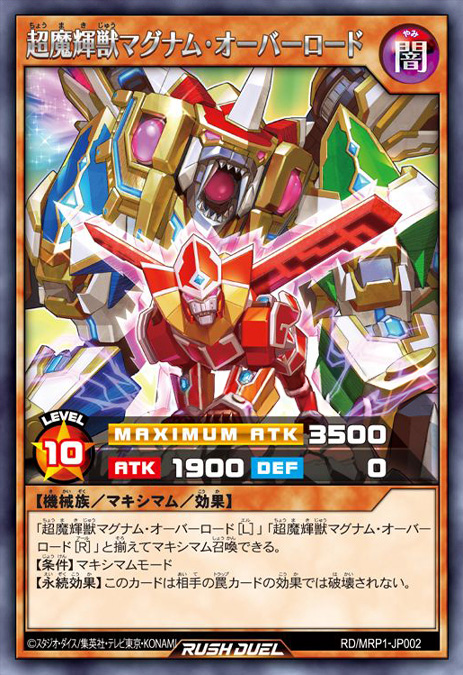 超魔輝獣マグナム・オーバーロード
闇
LEVEL
10
MAXIMUM ATK 3500
ATK 1900 DEF 0
【機械族／マキシマム／効果】
「超魔輝獣マグナム・オーバーロード[L]」「超魔輝獣マグナム・オーバー
ロード[R]」と揃えてマキシマム召喚できる。
【条件】マキシマムモード
【永続効果】このカードは相手の罠カードの効果では破壊されない。
©スタジオ・ダイス/集英社・テレビ東京・KONAMI
RUSH DUEL
RD/MRP1-JP002